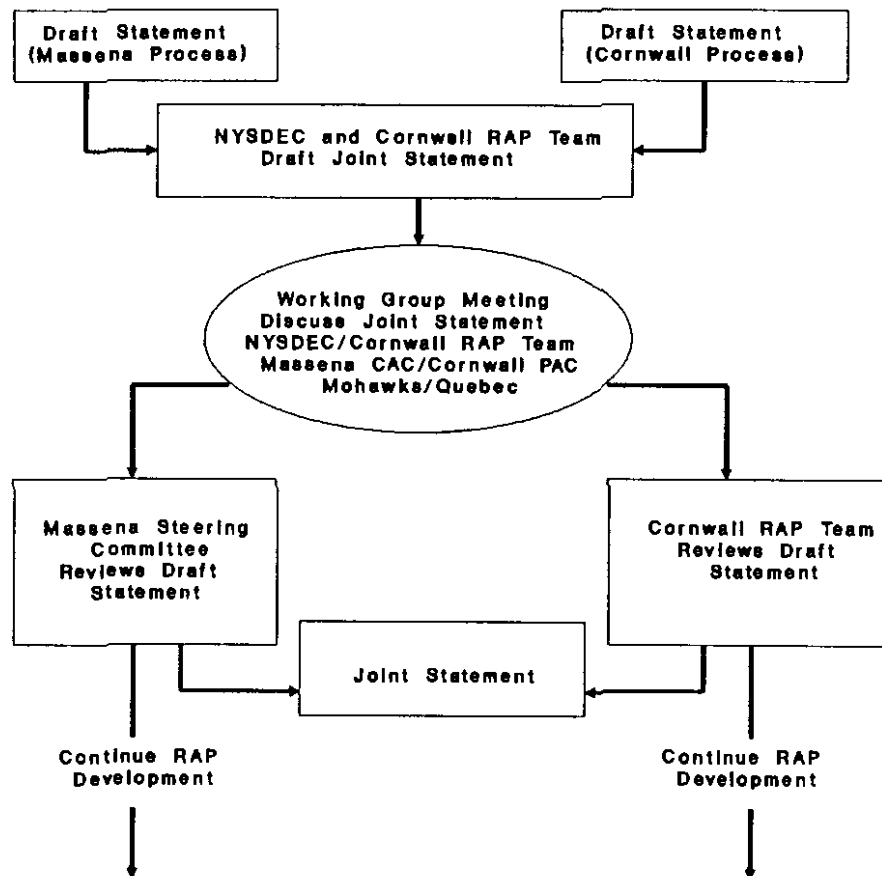 Draft Statement
(Massena Process)
Draft Statement
(Cornwall Process)
NYSDEC and Cornwall RAP Team
Draft Joint Statement
Working Group Meeting
Discuss Joint Statement
NYSDEC/Cornwall RAP Team
Massena CAC/Cornwall PAC
Mohawks/Quebec
Massena Steering
Committee
Reviews Draft
Statement
Cornwall RAP Team
Reviews Draft
Statement
Joint Statement
Continue RAP
Development
Continue RAP
Development